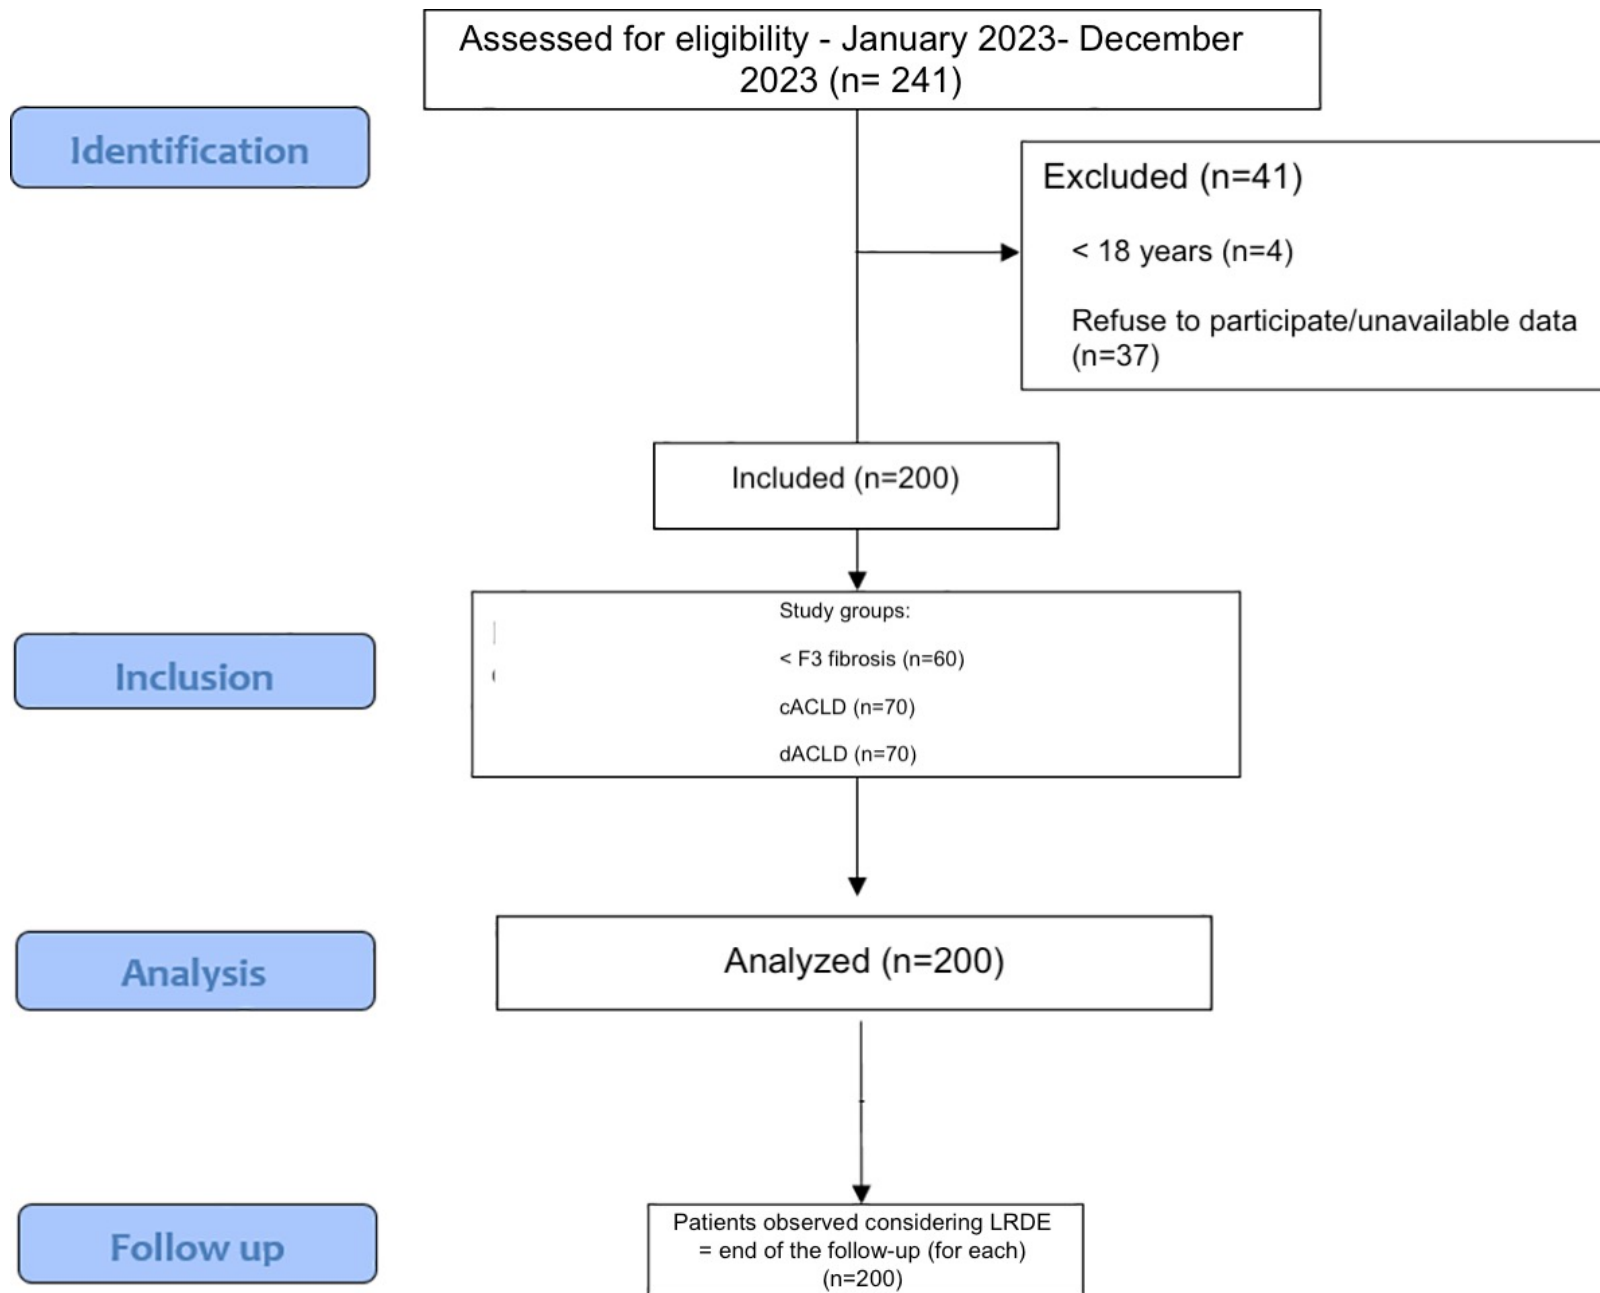 Assessed for eligibility - January 2023- December
2023 (n= 241)
Identification
Excluded (n=41)
< 18 years (n=4)
Refuse to participate/unavailable data
(n=37)
Included (n=200)
Study groups:
< F3 fibrosis (n=60)
Inclusion
cACLD (n=70)
dACLD (n=70)
Analyzed (n=200)
Analysis
Patients observed considering LRDE
= end of the follow-up (for each)
(n=200)
Follow up